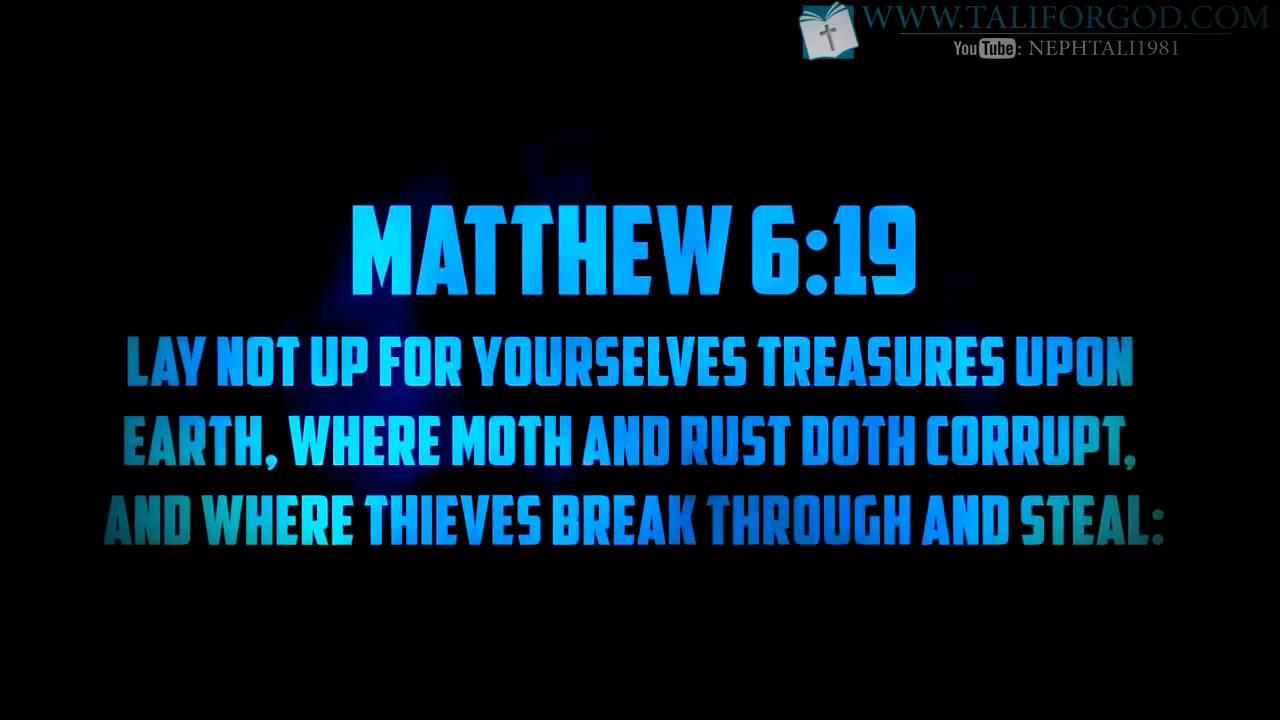 WWW.TALIFORGOD.COM
YouTube: NEPHTALI1981
MATTHEW 6:19
LAY NOT UP FOR YOURSELVES TREASURES UPON
EARTH, WHERE MOTH AND RUST DOTH CORRUPT,
AND WHERE THIEVES BREAK THROUGH AND STEAL: